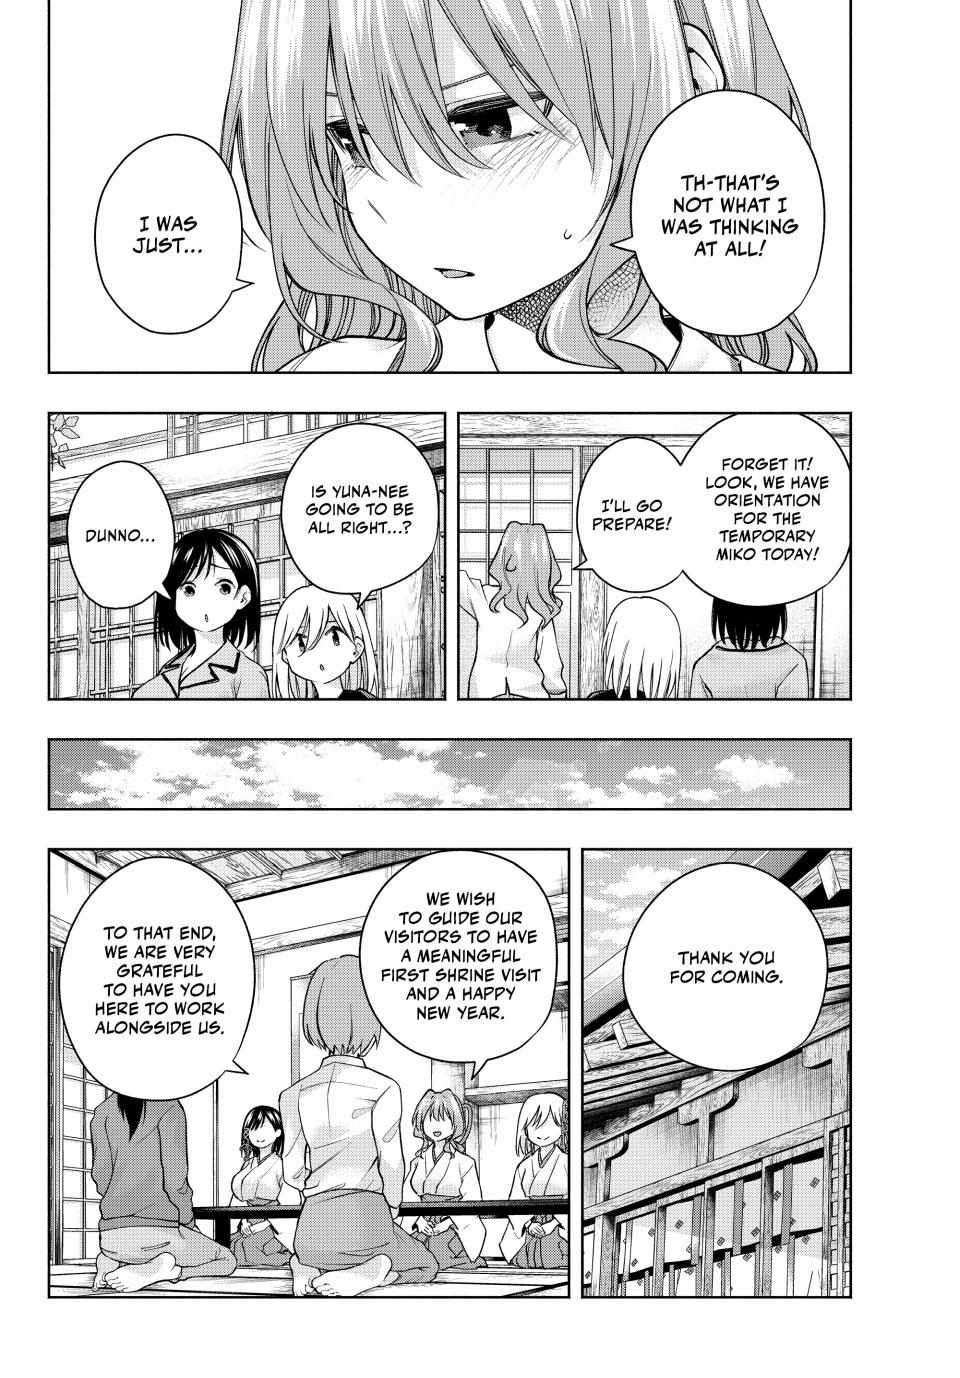 TH-THAT'S
NOT WHAT I
WAS THINKING
AT ALL!
I WAS
JUST...
FORGET IT!
LOOK, WE HAVE
ORIENTATION
FOR THE
TEMPORARY
MIKO TODAY!
I'LL GO
PREPARE!
IS YUNA-NEE
GOING TO BE
ALL RIGHT...?
DUNNO...
THANK YOU
FOR COMING.
WE WISH
TO GUIDE OUR
VISITORS TO HAVE
A MEANINGFUL
FIRST SHRINE VISIT
AND A HAPPY
NEW YEAR.
TO THAT END,
WE ARE VERY
GRATEFUL
TO HAVE YOU
HERE TO WORK
ALONGSIDE US.